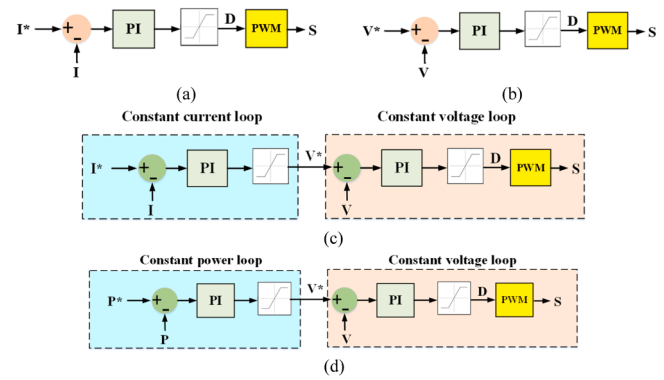 I* + - PI D PWM S
I
(a)
V* + - PI D PWM S
V
(b)
Constant current loop
Constant voltage loop
I* + - PI V* + - PI D PWM S
I
V
(c)
Constant power loop
Constant voltage loop
P* + - PI V* + - PI D PWM S
P
V
(d)